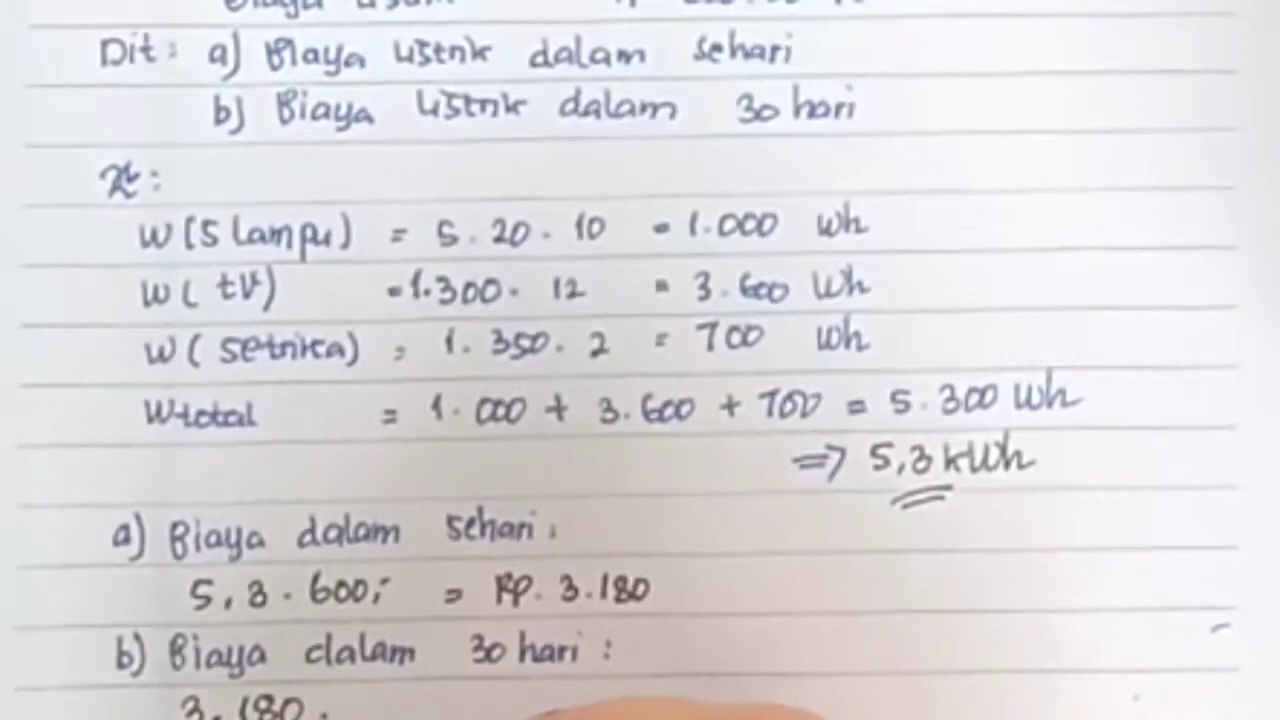 Dit : a) Biaya listrik dalam sehari
b) Biaya listrik dalam 30 hari
W (5 lampu) = 5 . 20 . 10 = 1.000 Wh
W ( tv) = 1.300 . 12 = 3.600 Wh
W ( setrika) = 1. 350 . 2 = 700 Wh
Wtotal = 1.000 + 3.600 + 700 = 5.300 Wh
=> 5,3 kWh
a) Biaya dalam sehari :
5,3 . 600,- = RP. 3.180
b) Biaya dalam 30 hari :
3.180 .